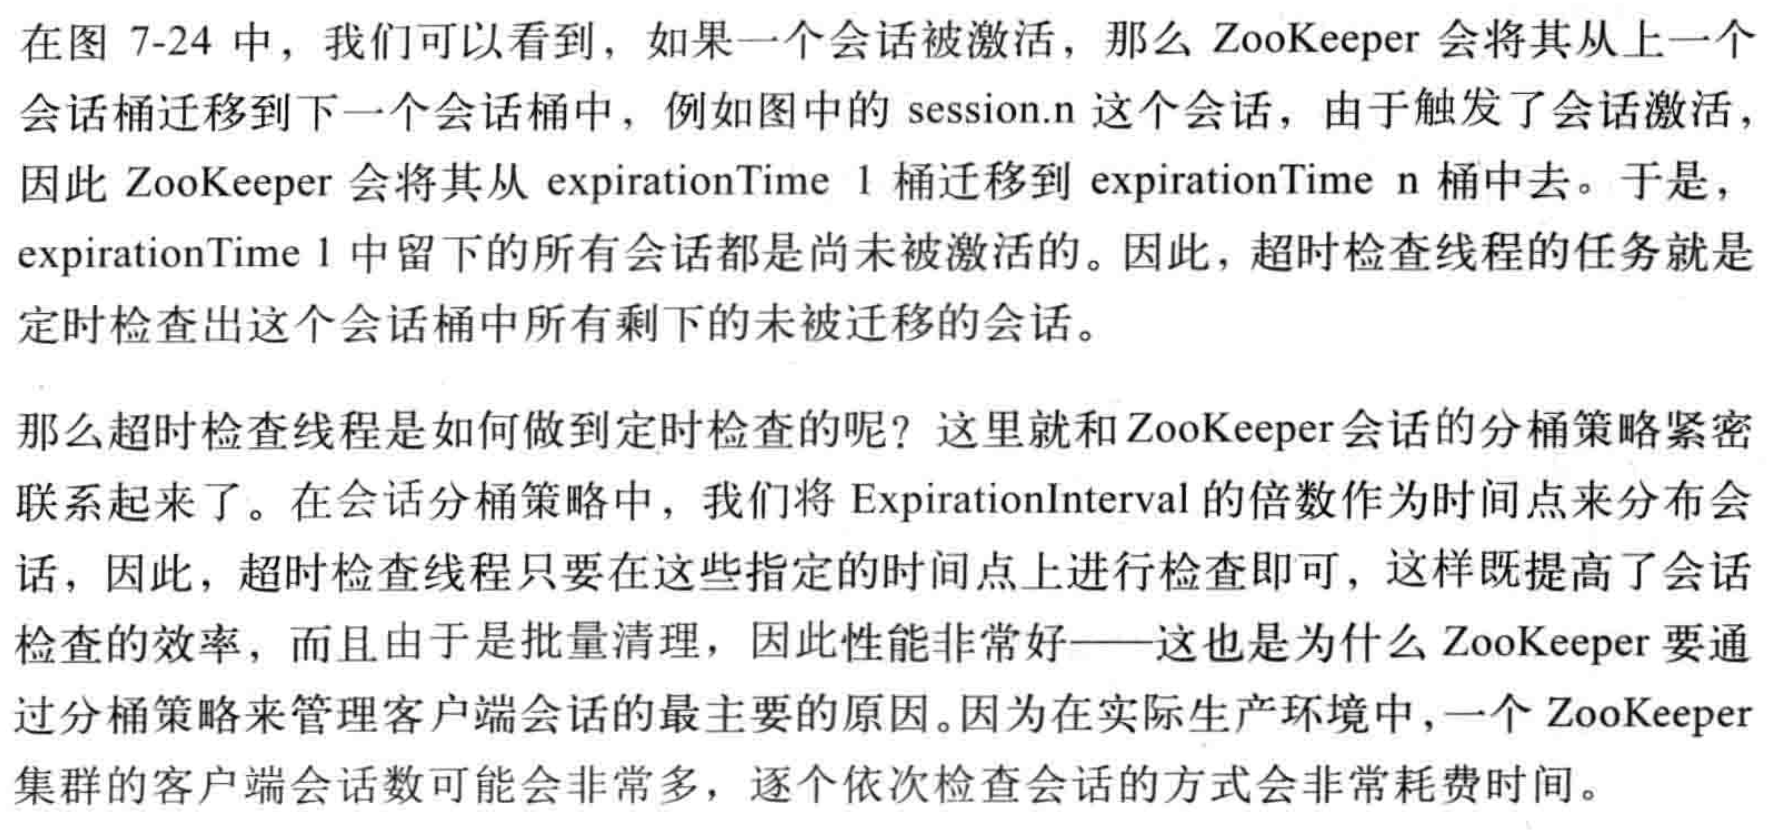 在图 7-24 中，我们可以看到，如果一个会话被激活，那么 ZooKeeper 会将其从上一个
会话桶迁移到下一个会话桶中，例如图中的 session.n 这个会话，由于触发了会话激活，
因此 ZooKeeper 会将其从 expirationTime 1 桶迁移到 expirationTime n 桶中去。于是，
expirationTime 1 中留下的所有会话都是尚未被激活的。因此，超时检查线程的任务就是
定时检查出这个会话桶中所有剩下的未被迁移的会话。
那么超时检查线程是如何做到定时检查的呢？这里就和 ZooKeeper 会话的分桶策略紧密
联系起来了。在会话分桶策略中，我们将 ExpirationInterval 的倍数作为时间点来分布会
话，因此，超时检查线程只要在这些指定的时间点上进行检查即可，这样既提高了会话
检查的效率，而且由于是批量清理，因此性能非常好——这也是为什么 ZooKeeper 要通
过分桶策略来管理客户端会话的最主要的原因。因为在实际生产环境中，一个 ZooKeeper
集群的客户端会话数可能会非常多，逐个依次检查会话的方式会非常耗费时间。